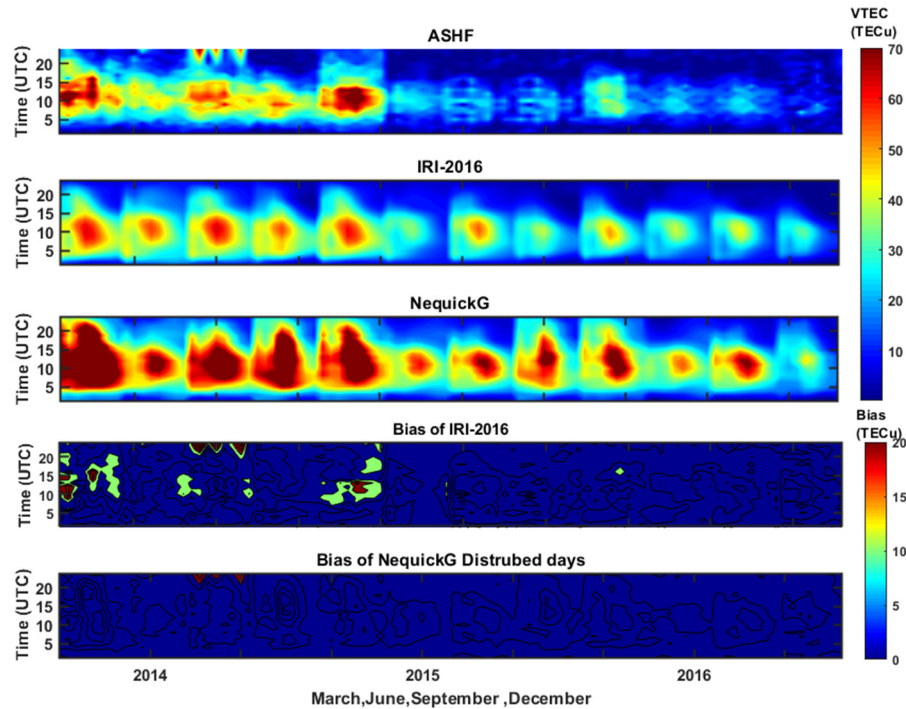 VTEC
(TECu)
ASHF
Time (UTC)
20
15
10
5
70
60
50
40
30
20
10
IRI-2016
Time (UTC)
20
15
10
5
NequickG
Time (UTC)
20
15
10
5
Bias
(TECu)
Bias of IRI-2016
Time (UTC)
20
15
10
5
20
15
10
5
0
Bias of NequickG Distrubed days
Time (UTC)
20
15
10
5
2014 2015 2016
March,June,September ,December